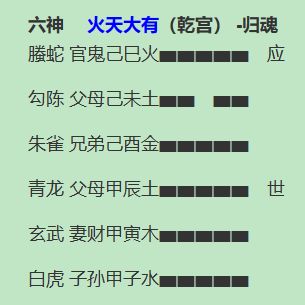 六神 火天大有（乾宫） -归魂
螣蛇 官鬼己巳火 应
勾陈 父母己未土
朱雀 兄弟己酉金
青龙 父母甲辰土 世
玄武 妻财甲寅木
白虎 子孙甲子水